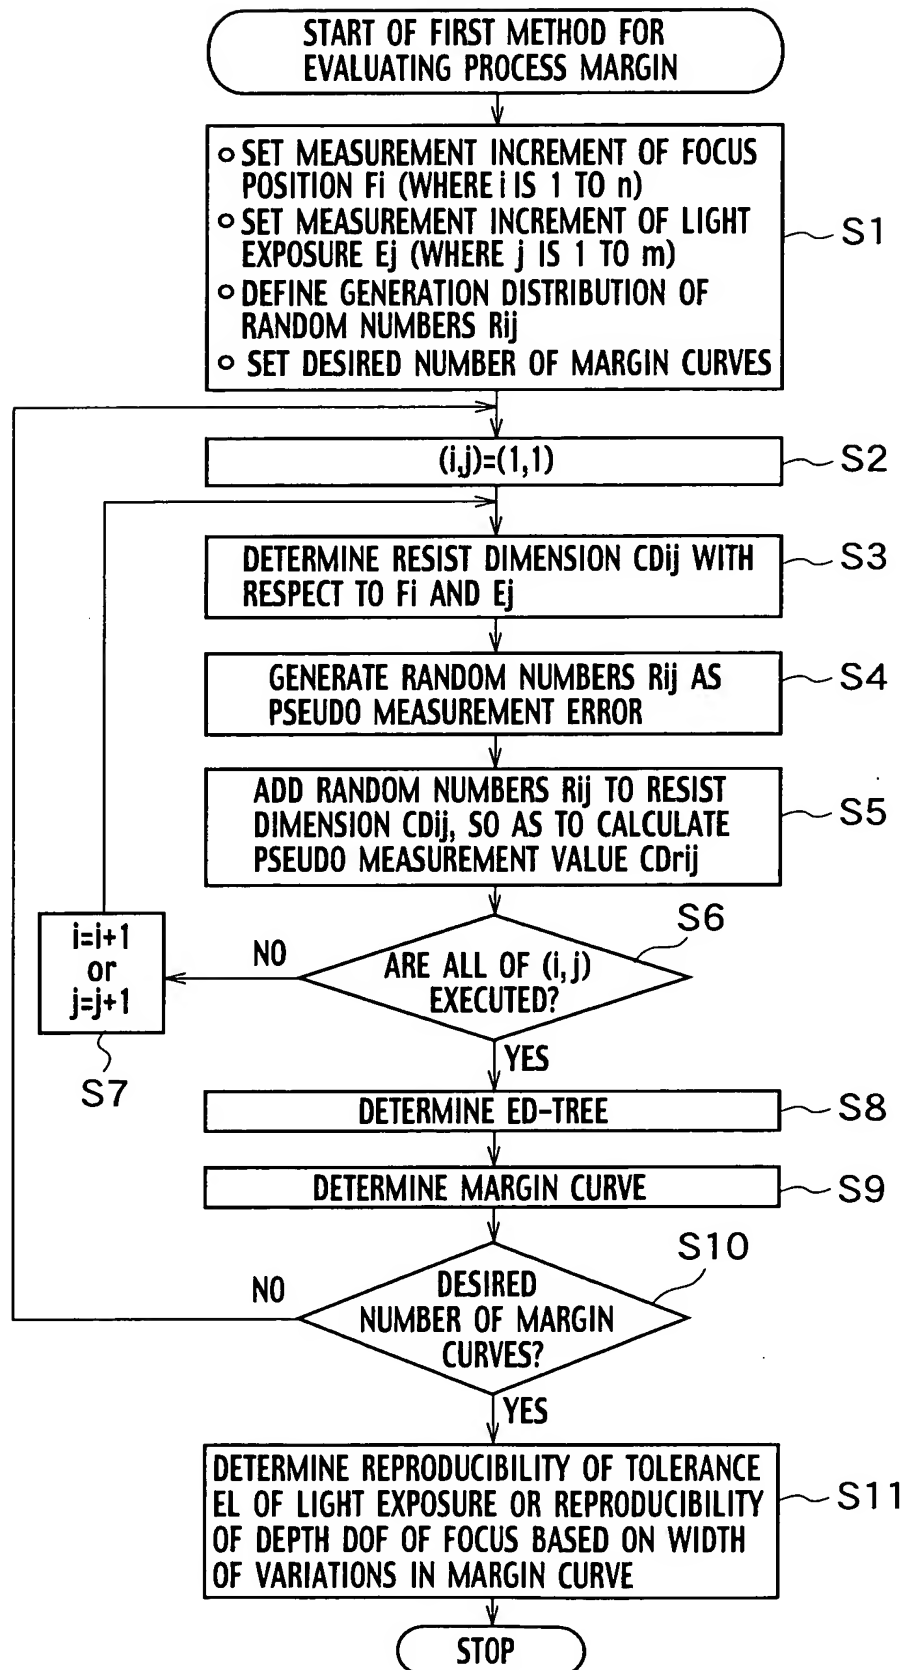 START OF FIRST METHOD FOR
EVALUATING PROCESS MARGIN
○ SET MEASUREMENT INCREMENT OF FOCUS
POSITION Fi (WHERE i IS 1 TO n)
○ SET MEASUREMENT INCREMENT OF LIGHT
EXPOSURE Ej (WHERE j IS 1 TO m)
○ DEFINE GENERATION DISTRIBUTION OF
RANDOM NUMBERS Rij
○ SET DESIRED NUMBER OF MARGIN CURVES
S1
(i,j)=(1,1)
S2
DETERMINE RESIST DIMENSION CDij WITH
RESPECT TO Fi AND Ej
S3
GENERATE RANDOM NUMBERS Rij AS
PSEUDO MEASUREMENT ERROR
S4
ADD RANDOM NUMBERS Rij TO RESIST
DIMENSION CDij, SO AS TO CALCULATE
PSEUDO MEASUREMENT VALUE CDrij
S5
ARE ALL OF (i,j)
EXECUTED?
S6
NO
i=i+1
or
j=j+1
S7
YES
DETERMINE ED-TREE
S8
DETERMINE MARGIN CURVE
S9
DESIRED
NUMBER OF MARGIN
CURVES?
S10
NO
YES
DETERMINE REPRODUCIBILITY OF TOLERANCE
EL OF LIGHT EXPOSURE OR REPRODUCIBILITY
OF DEPTH DOF OF FOCUS BASED ON WIDTH
OF VARIATIONS IN MARGIN CURVE
S11
STOP